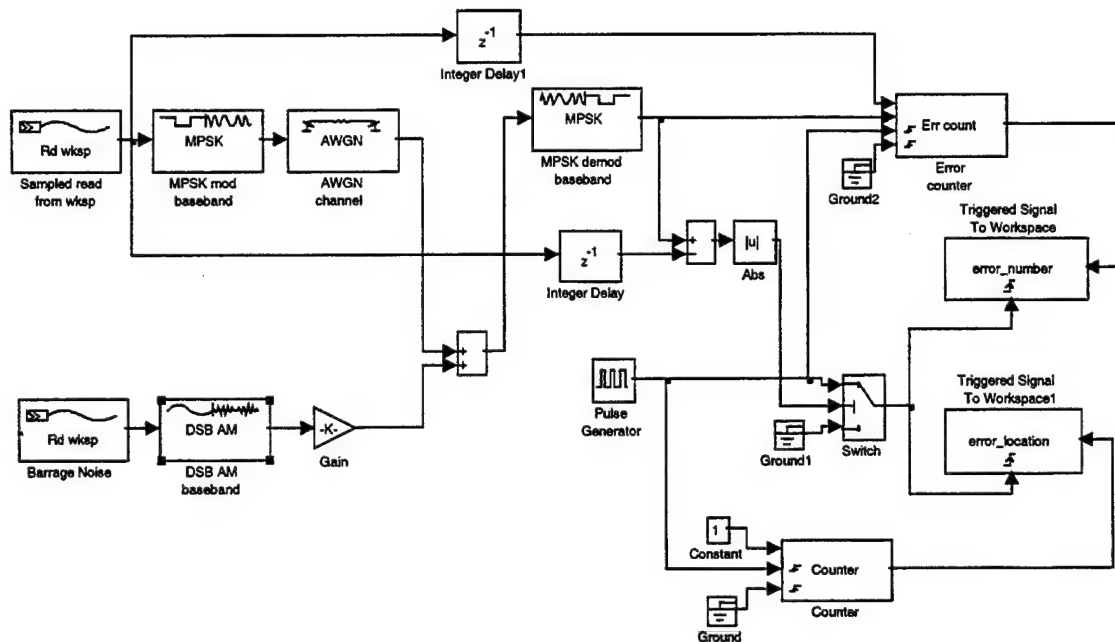 z-1
Integer Delay1
Rd wksp
Sampled read
from wksp
MPSK
MPSK mod
baseband
AWGN
AWGN
channel
MPSK
MPSK demod
baseband
Err count
Error
counter
Ground2
z-1
Integer Delay
+
−
|u|
Abs
Triggered Signal
To Workspace
error_number
+
+
Pulse
Generator
Ground1
Switch
Triggered Signal
To Workspace1
error_location
Rd wksp
Barrage Noise
DSB AM
DSB AM
baseband
-K-
Gain
1
Constant
Counter
Counter
Ground